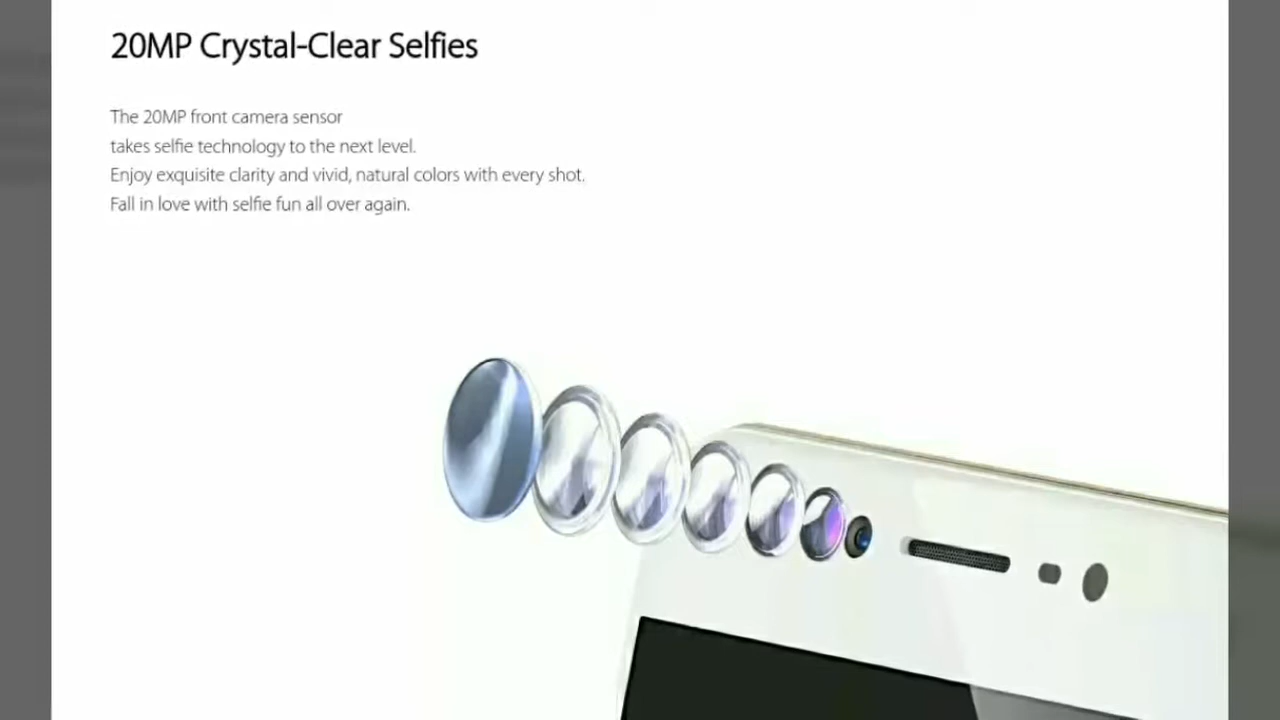 20MP Crystal-Clear Selfies
The 20MP front camera sensor
takes selfie technology to the next level.
Enjoy exquisite clarity and vivid, natural colors with every shot.
Fall in love with selfie fun all over again.